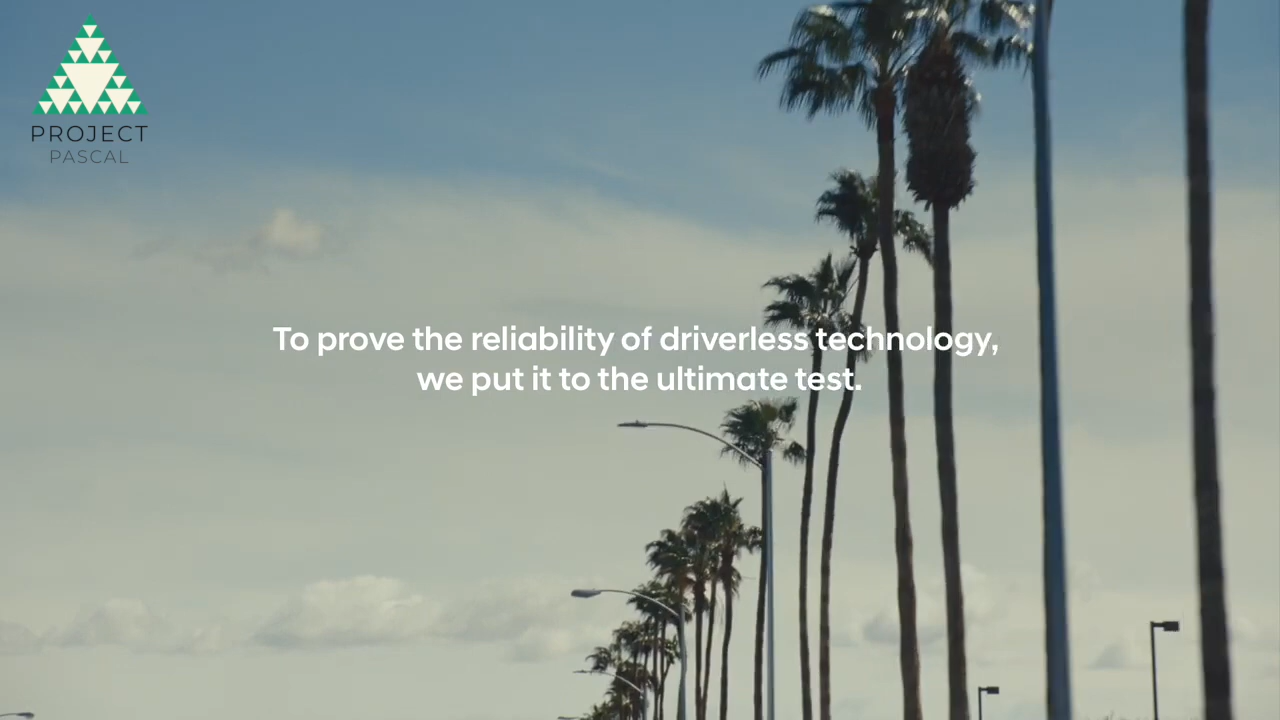 PROJECT
PASCAL
To prove the reliability of driverless technology,
we put it to the ultimate test.